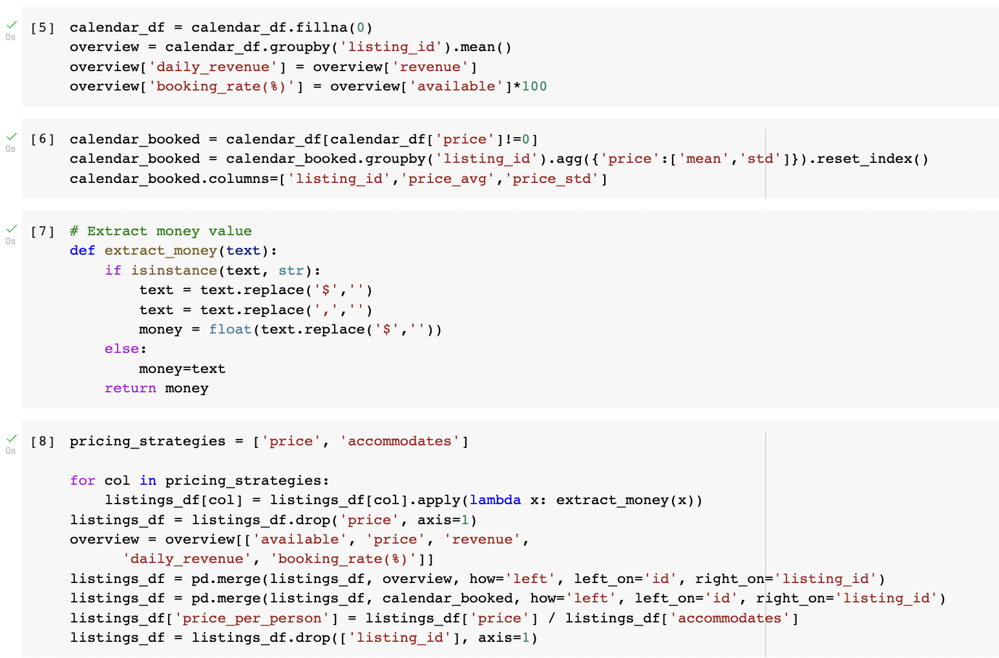 [5] calendar_df = calendar_df.fillna(0)
0s
overview = calendar_df.groupby('listing_id').mean()
overview['daily_revenue'] = overview['revenue']
overview['booking_rate(%)'] = overview['available']*100
[6] calendar_booked = calendar_df[calendar_df['price']!=0]
0s
calendar_booked = calendar_booked.groupby('listing_id').agg({'price':['mean','std']}).reset_index()
calendar_booked.columns=['listing_id','price_avg','price_std']
[7] # Extract money value
0s
def extract_money(text):
    if isinstance(text, str):
        text = text.replace('$','')
        text = text.replace(',','')
        money = float(text.replace('$',''))
    else:
        money=text
    return money
[8] pricing_strategies = ['price', 'accommodates']
0s
for col in pricing_strategies:
    listings_df[col] = listings_df[col].apply(lambda x: extract_money(x))
listings_df = listings_df.drop('price', axis=1)
overview = overview[['available', 'price', 'revenue',
      'daily_revenue', 'booking_rate(%)']]
listings_df = pd.merge(listings_df, overview, how='left', left_on='id', right_on='listing_id')
listings_df = pd.merge(listings_df, calendar_booked, how='left', left_on='id', right_on='listing_id')
listings_df['price_per_person'] = listings_df['price'] / listings_df['accommodates']
listings_df = listings_df.drop(['listing_id'], axis=1)